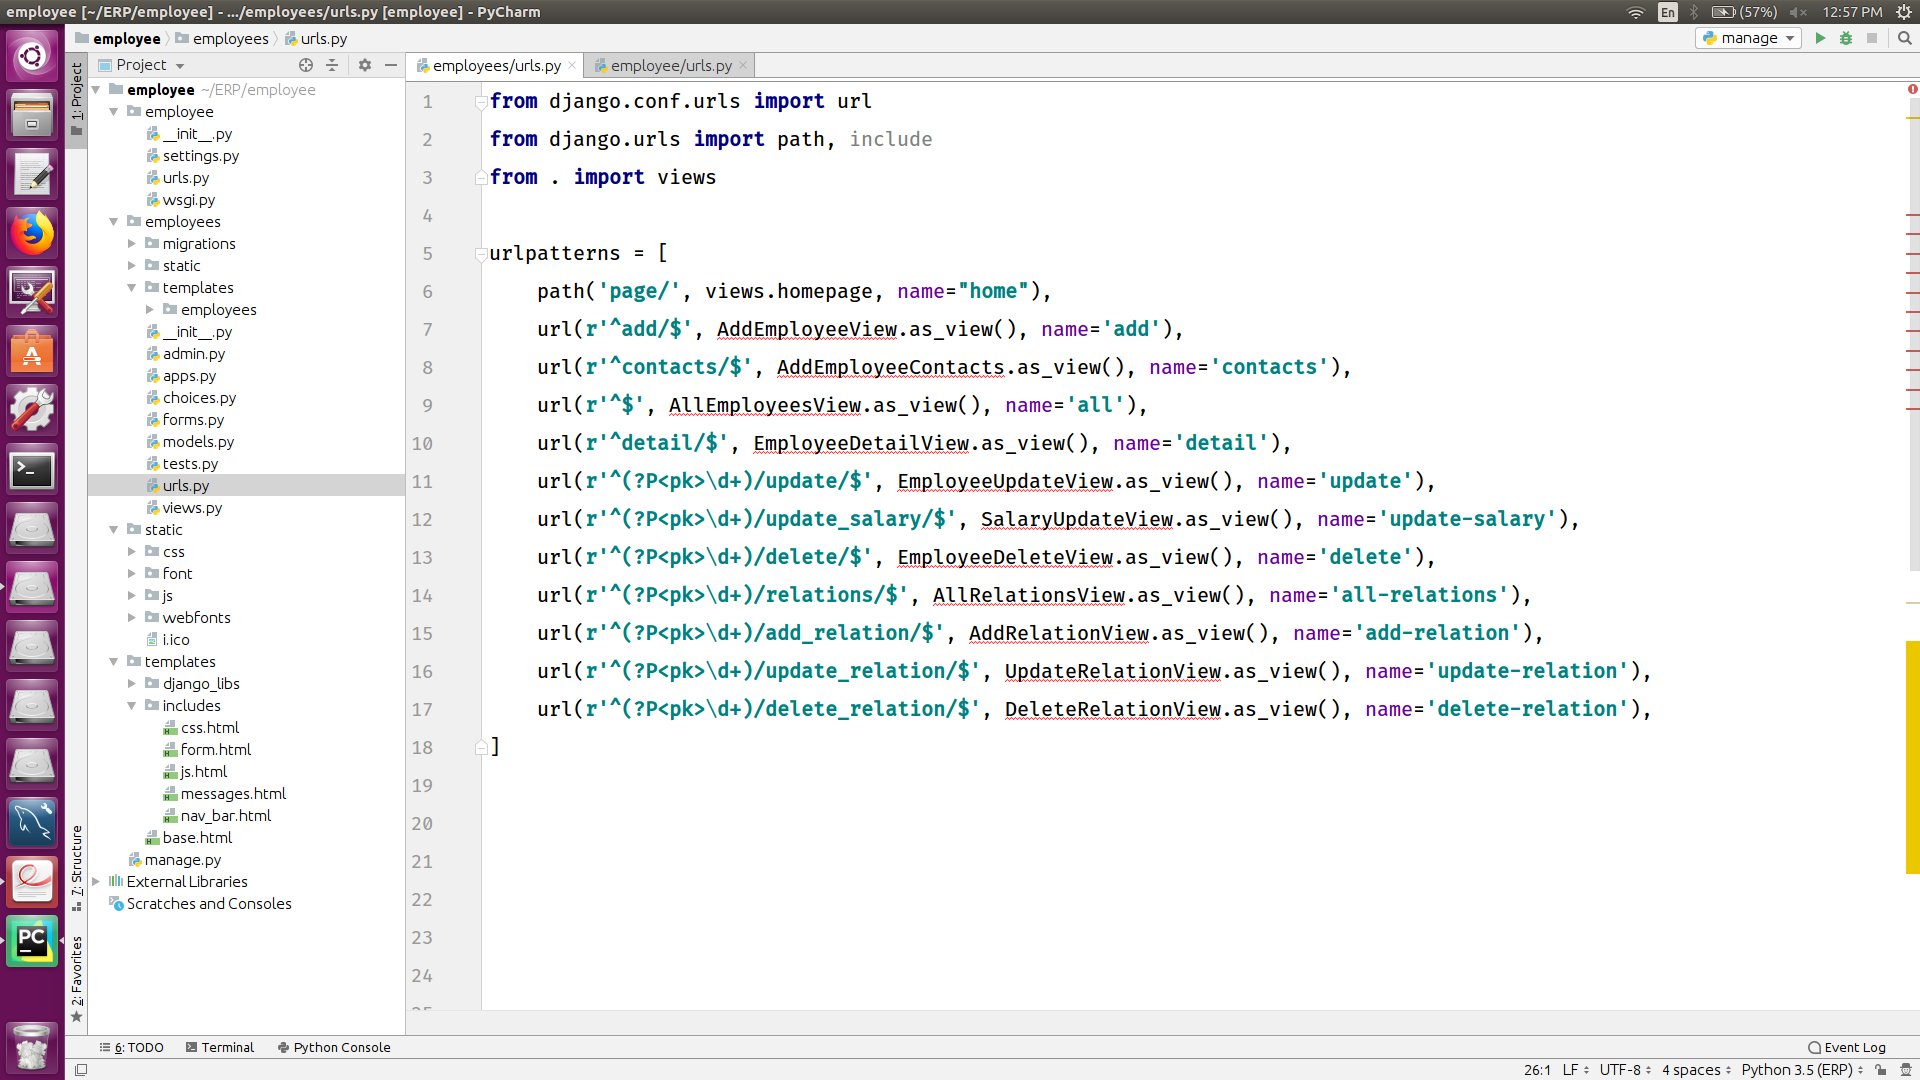 employee [~/ERP/employee] - .../employees/urls.py [employee] - PyCharm
En (57%) 12:57 PM
employee employees urls.py
manage
Project
employees/urls.py employee/urls.py
1: Project
7: Structure
2: Favorites
employee ~/ERP/employee
employee
__init__.py
settings.py
urls.py
wsgi.py
employees
migrations
static
templates
employees
__init__.py
admin.py
apps.py
choices.py
forms.py
models.py
tests.py
urls.py
views.py
static
css
font
js
webfonts
i.ico
templates
django_libs
includes
css.html
form.html
js.html
messages.html
nav_bar.html
base.html
manage.py
External Libraries
Scratches and Consoles
1 from django.conf.urls import url
2 from django.urls import path, include
3 from . import views
4
5 urlpatterns = [
6 path('page/', views.homepage, name="home"),
7 url(r'^add/$', AddEmployeeView.as_view(), name='add'),
8 url(r'^contacts/$', AddEmployeeContacts.as_view(), name='contacts'),
9 url(r'^$', AllEmployeesView.as_view(), name='all'),
10 url(r'^detail/$', EmployeeDetailView.as_view(), name='detail'),
11 url(r'^(?P<pk>\d+)/update/$', EmployeeUpdateView.as_view(), name='update'),
12 url(r'^(?P<pk>\d+)/update_salary/$', SalaryUpdateView.as_view(), name='update-salary'),
13 url(r'^(?P<pk>\d+)/delete/$', EmployeeDeleteView.as_view(), name='delete'),
14 url(r'^(?P<pk>\d+)/relations/$', AllRelationsView.as_view(), name='all-relations'),
15 url(r'^(?P<pk>\d+)/add_relation/$', AddRelationView.as_view(), name='add-relation'),
16 url(r'^(?P<pk>\d+)/update_relation/$', UpdateRelationView.as_view(), name='update-relation'),
17 url(r'^(?P<pk>\d+)/delete_relation/$', DeleteRelationView.as_view(), name='delete-relation'),
18 ]
19
20
21
22
23
24
PC
6: TODO Terminal Python Console Event Log
26:1 LF UTF-8 4 spaces Python 3.5 (ERP)